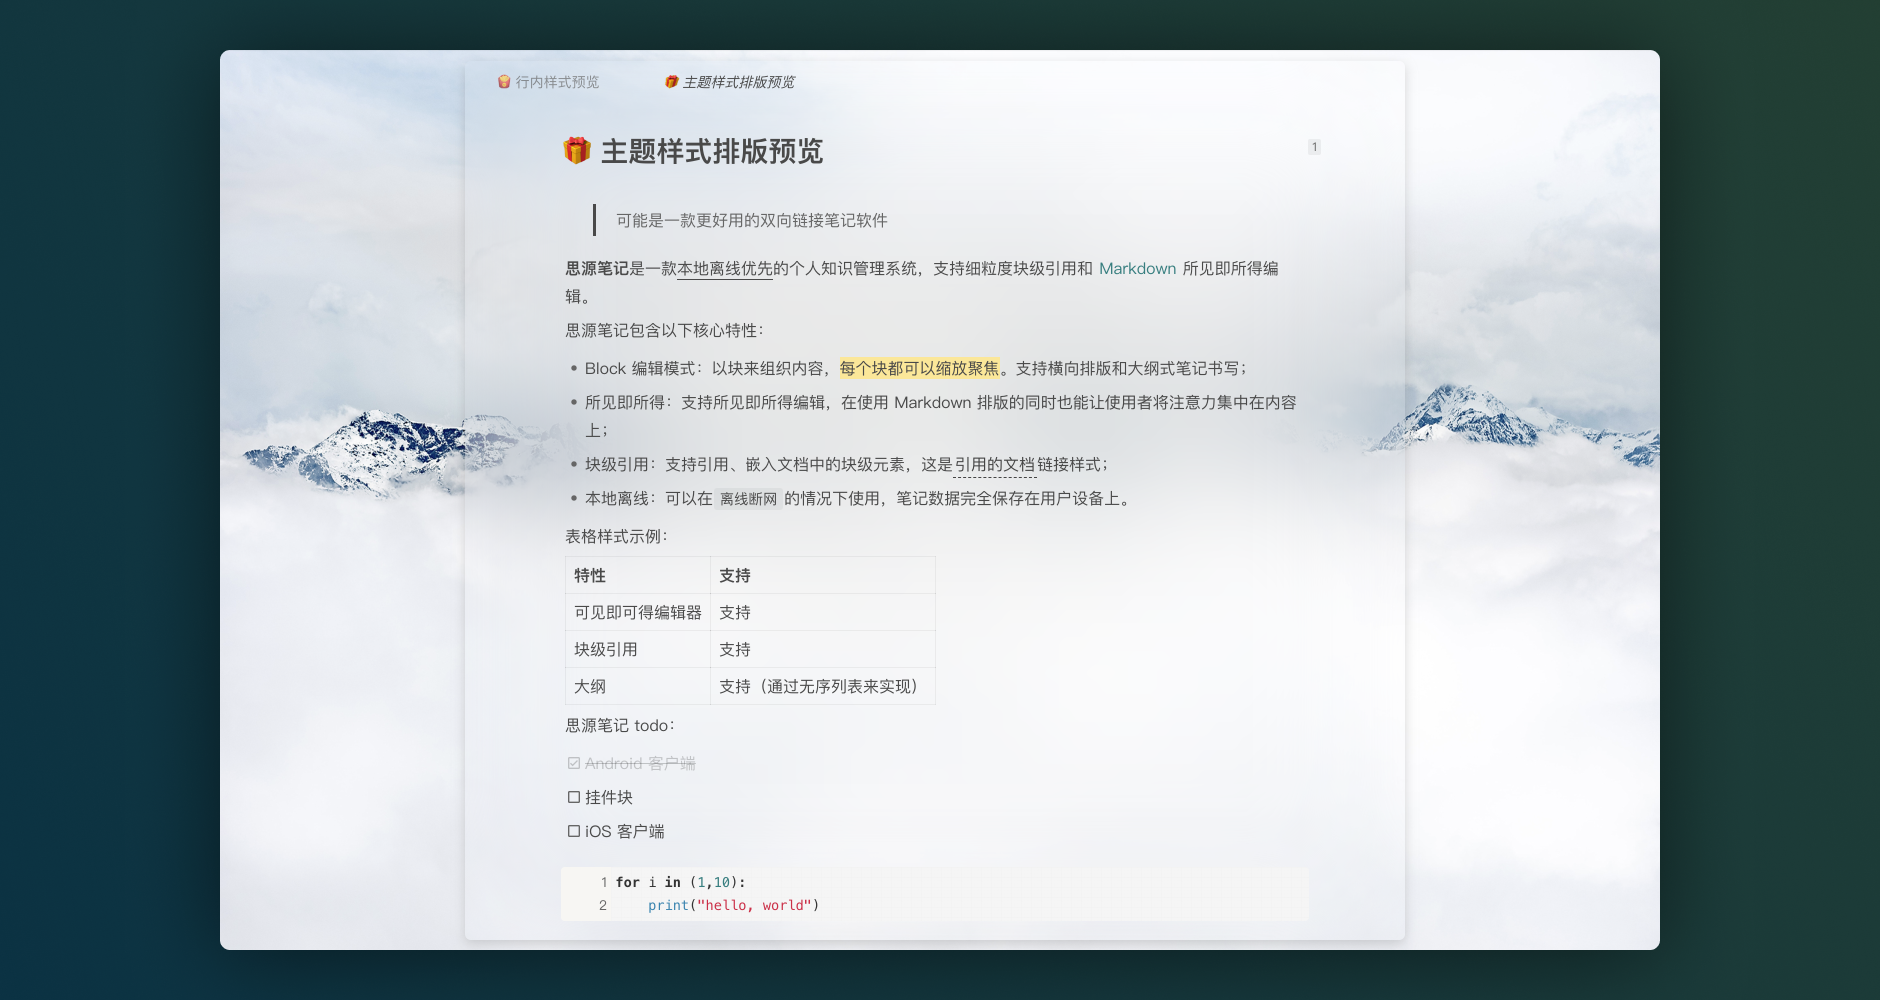 行内样式预览 主题样式排版预览
主题样式排版预览 1
可能是一款更好用的双向链接笔记软件
思源笔记是一款本地离线优先的个人知识管理系统，支持细粒度块级引用和 Markdown 所见即所得编
辑。
思源笔记包含以下核心特性：
• Block 编辑模式：以块来组织内容，每个块都可以缩放聚焦。支持横向排版和大纲式笔记书写；
• 所见即所得：支持所见即所得编辑，在使用 Markdown 排版的同时也能让使用者将注意力集中在内容
上；
• 块级引用：支持引用、嵌入文档中的块级元素，这是引用的文档链接样式；
• 本地离线：可以在 离线断网 的情况下使用，笔记数据完全保存在用户设备上。
表格样式示例：
特性 支持
可见即可得编辑器 支持
块级引用 支持
大纲 支持（通过无序列表来实现）
思源笔记 todo：
Android 客户端
挂件块
iOS 客户端
1 for i in (1,10):
2     print("hello, world")